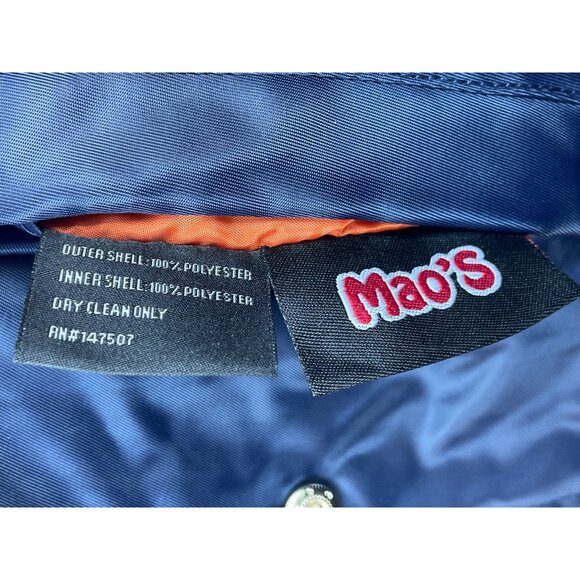 OUTER SHELL: 100% POLYESTER
INNER SHELL: 100% POLYESTER
DRY CLEAN ONLY
RN#147507
Mao's